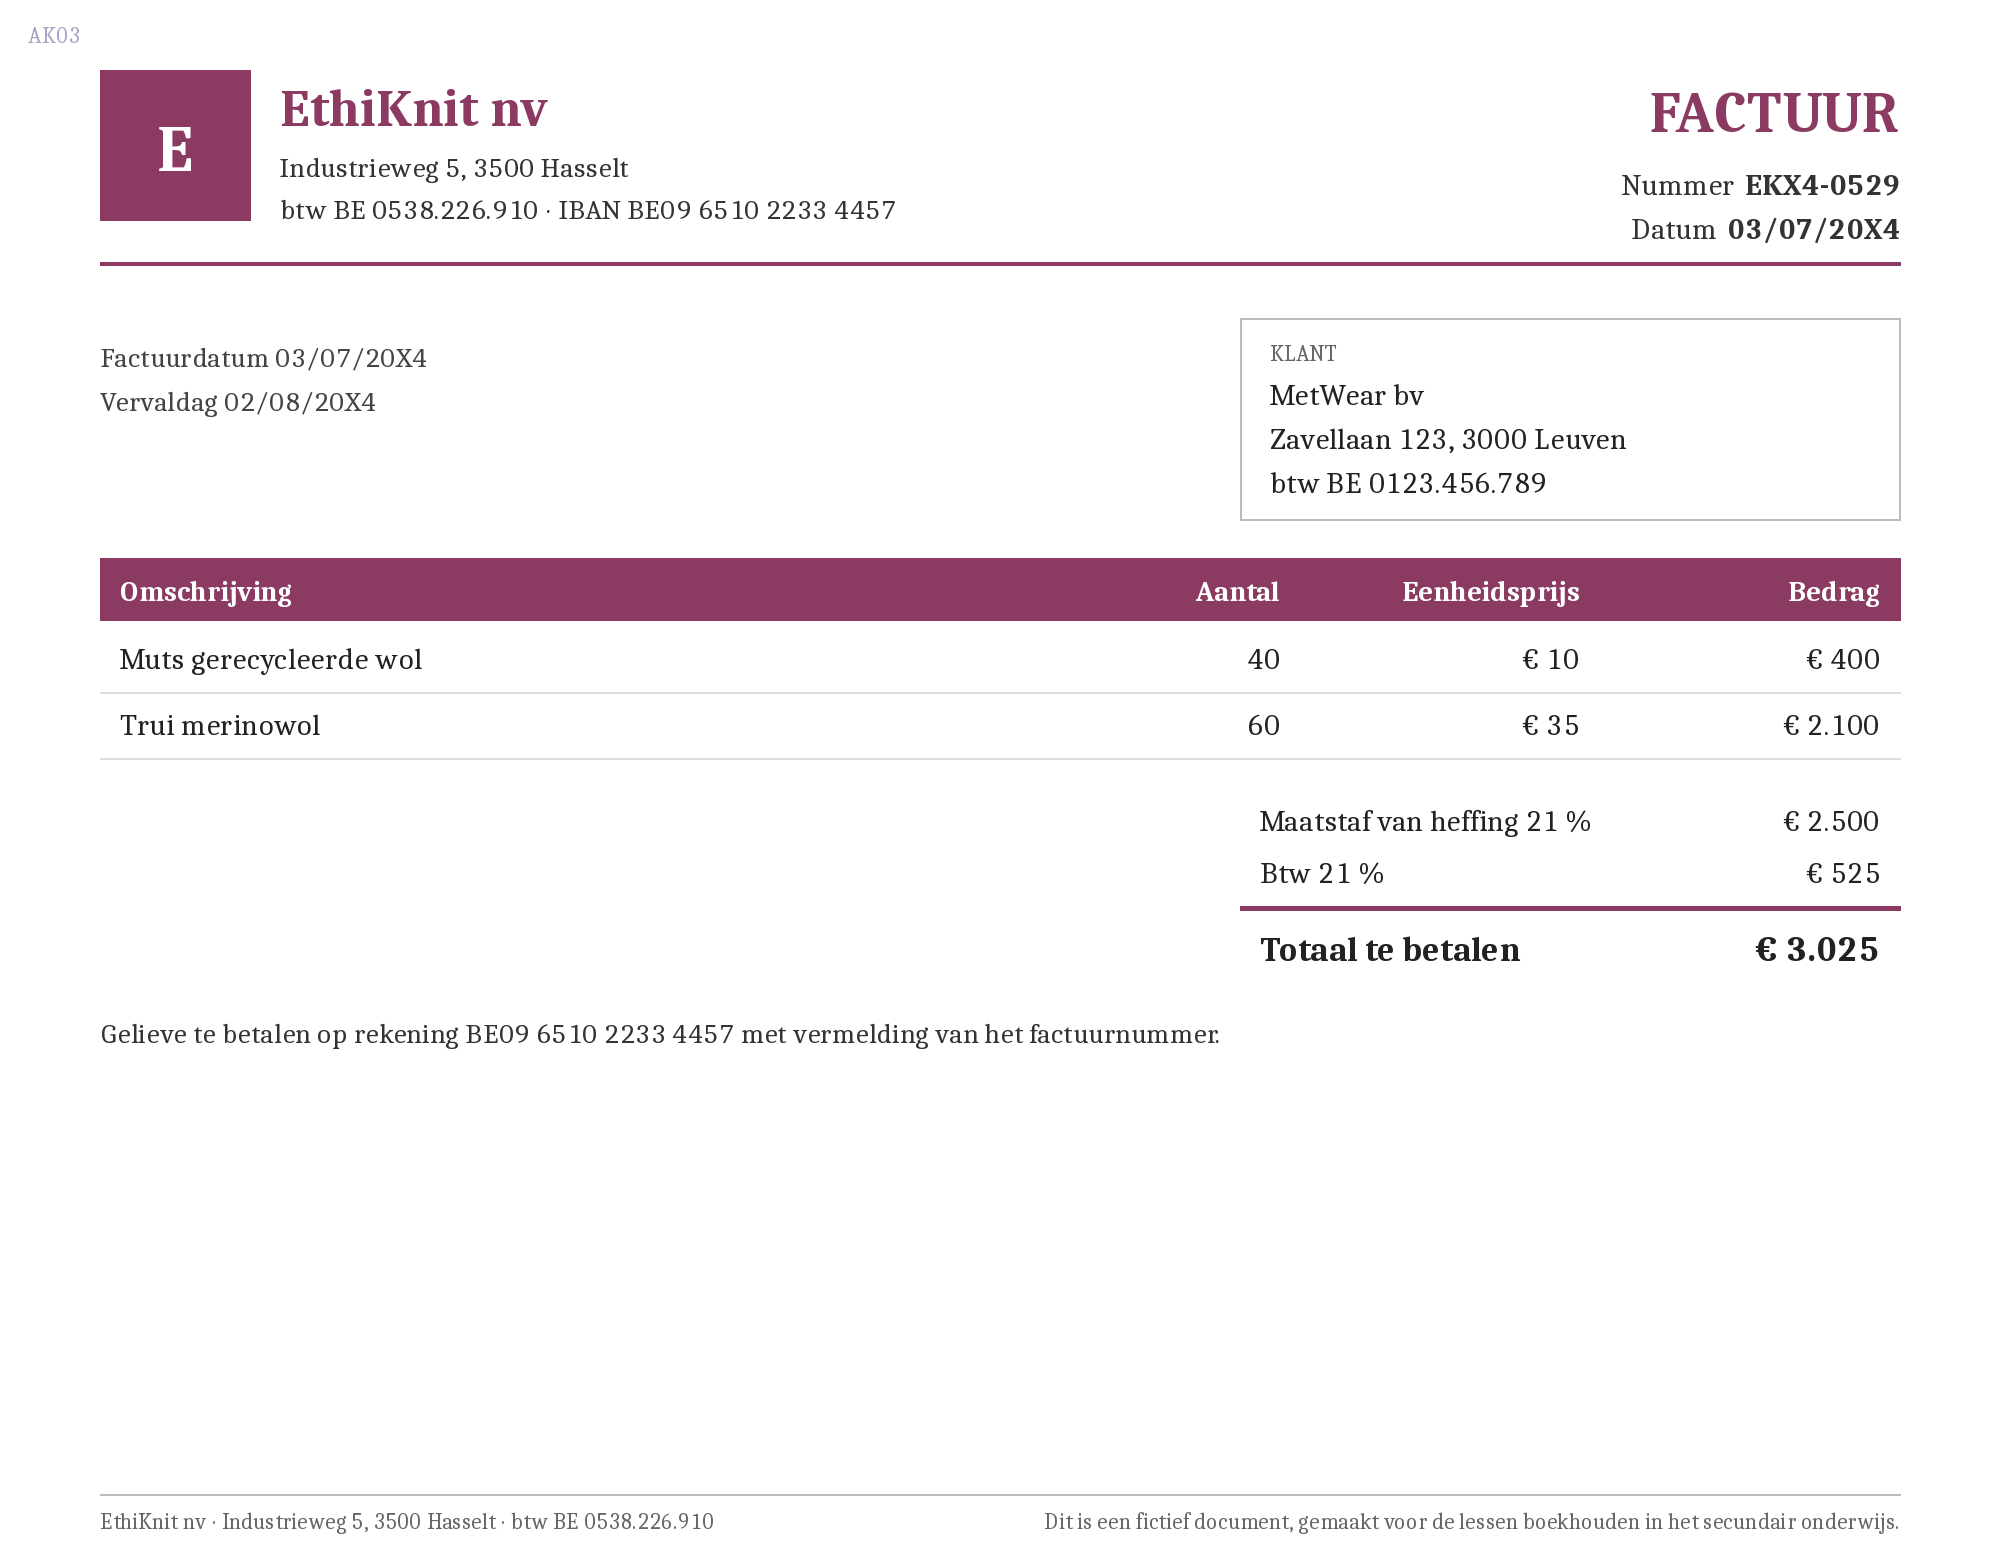 AK03
E
EthiKnit nv
Industrieweg 5, 3500 Hasselt
btw BE 0538.226.910 · IBAN BE09 6510 2233 4457
FACTUUR
Nummer EKX4-0529
Datum 03/07/20X4
Factuurdatum 03/07/20X4
Vervaldag 02/08/20X4
KLANT
MetWear bv
Zavellaan 123, 3000 Leuven
btw BE 0123.456.789
Omschrijving Aantal Eenheidsprijs Bedrag
Muts gerecycleerde wol 40 € 10 € 400
Trui merinowol 60 € 35 € 2.100
Maatstaf van heffing 21 % € 2.500
Btw 21 % € 525
Totaal te betalen € 3.025
Gelieve te betalen op rekening BE09 6510 2233 4457 met vermelding van het factuurnummer.
EthiKnit nv · Industrieweg 5, 3500 Hasselt · btw BE 0538.226.910
Dit is een fictief document, gemaakt voor de lessen boekhouden in het secundair onderwijs.